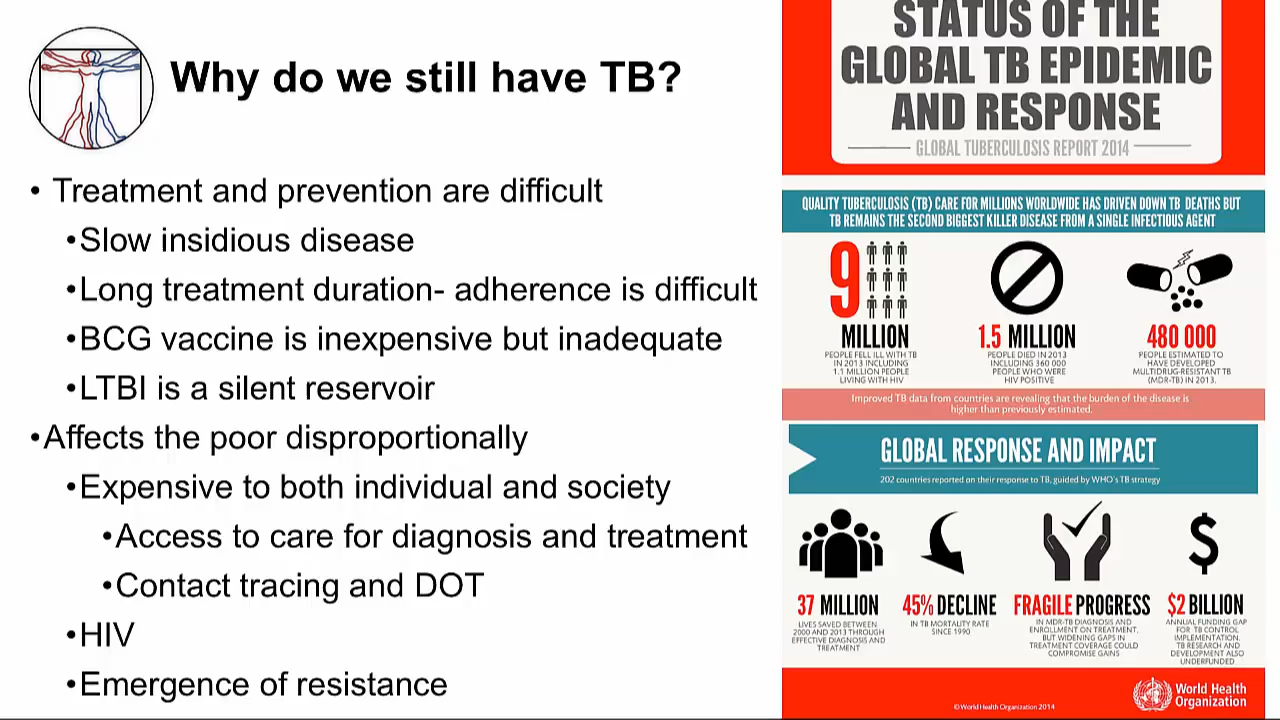 Why do we still have TB?
• Treatment and prevention are difficult
•Slow insidious disease
•Long treatment duration- adherence is difficult
•BCG vaccine is inexpensive but inadequate
•LTBI is a silent reservoir
•Affects the poor disproportionally
•Expensive to both individual and society
•Access to care for diagnosis and treatment
•Contact tracing and DOT
•HIV
•Emergence of resistance
STATUS OF THE
GLOBAL TB EPIDEMIC
AND RESPONSE
GLOBAL TUBERCULOSIS REPORT 2014
QUALITY TUBERCULOSIS (TB) CARE FOR MILLIONS WORLDWIDE HAS DRIVEN DOWN TB DEATHS BUT
TB REMAINS THE SECOND BIGGEST KILLER DISEASE FROM A SINGLE INFECTIOUS AGENT
9
MILLION
PEOPLE FELL ILL WITH TB
IN 2013 INCLUDING
1.1 MILLION PEOPLE
LIVING WITH HIV
1.5 MILLION
PEOPLE DIED IN 2013
INCLUDING 360 000
PEOPLE WHO WERE
HIV POSITIVE
480 000
PEOPLE ESTIMATED TO
HAVE DEVELOPED
MULTIDRUG-RESISTANT TB
(MDR-TB) IN 2013.
Improved TB data from countries are revealing that the burden of the disease is
higher than previously estimated.
GLOBAL RESPONSE AND IMPACT
202 countries reported on their response to TB, guided by WHO's TB strategy
37 MILLION
LIVES SAVED BETWEEN
2000 AND 2013 THROUGH
EFFECTIVE DIAGNOSIS AND
TREATMENT
45% DECLINE
IN TB MORTALITY RATE
SINCE 1990
FRAGILE PROGRESS
IN MDR-TB DIAGNOSIS AND
ENROLLMENT ON TREATMENT,
BUT WIDENING GAPS IN
TREATMENT COVERAGE COULD
COMPROMISE GAINS
$
$2 BILLION
ANNUAL FUNDING GAP
FOR TB CONTROL
IMPLEMENTATION.
TB RESEARCH AND
DEVELOPMENT ALSO
UNDERFUNDED
© World Health Organization 2014
World Health
Organization